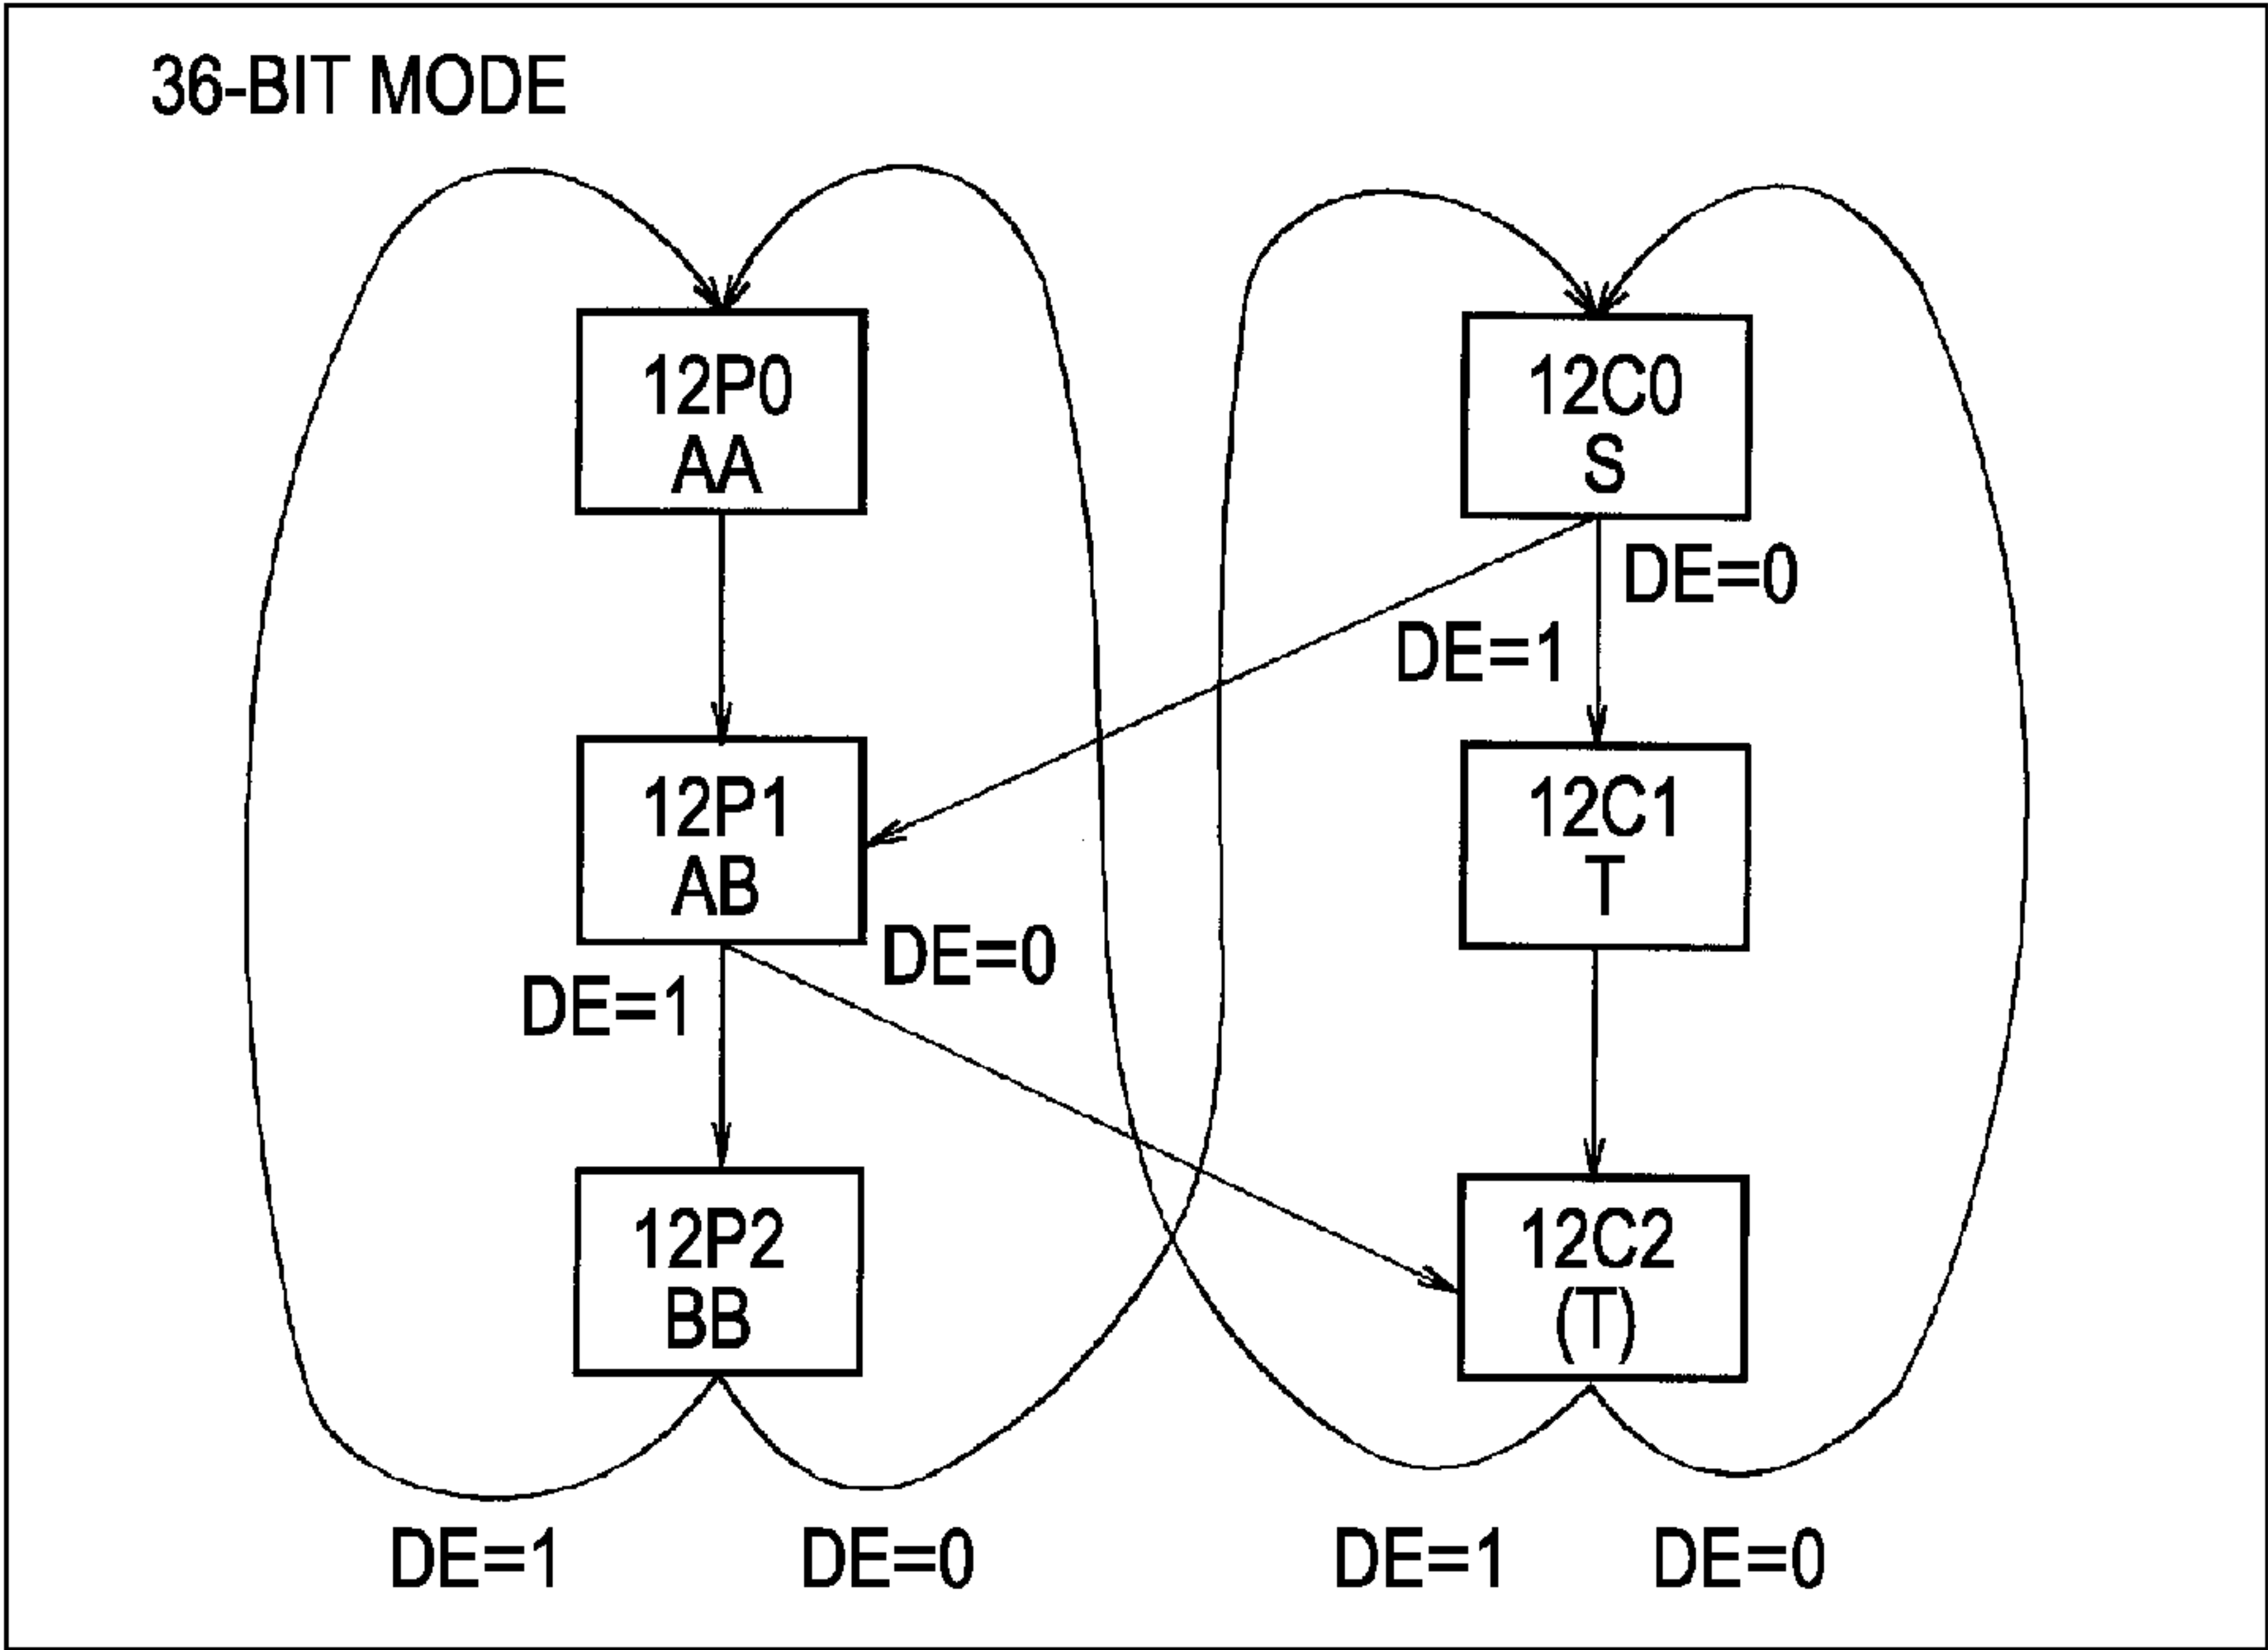 36-BIT MODE
12P0
AA
12C0
S
DE=0
DE=1
12P1
AB
12C1
T
DE=0
DE=1
12P2
BB
12C2
(T)
DE=1
DE=0
DE=1
DE=0